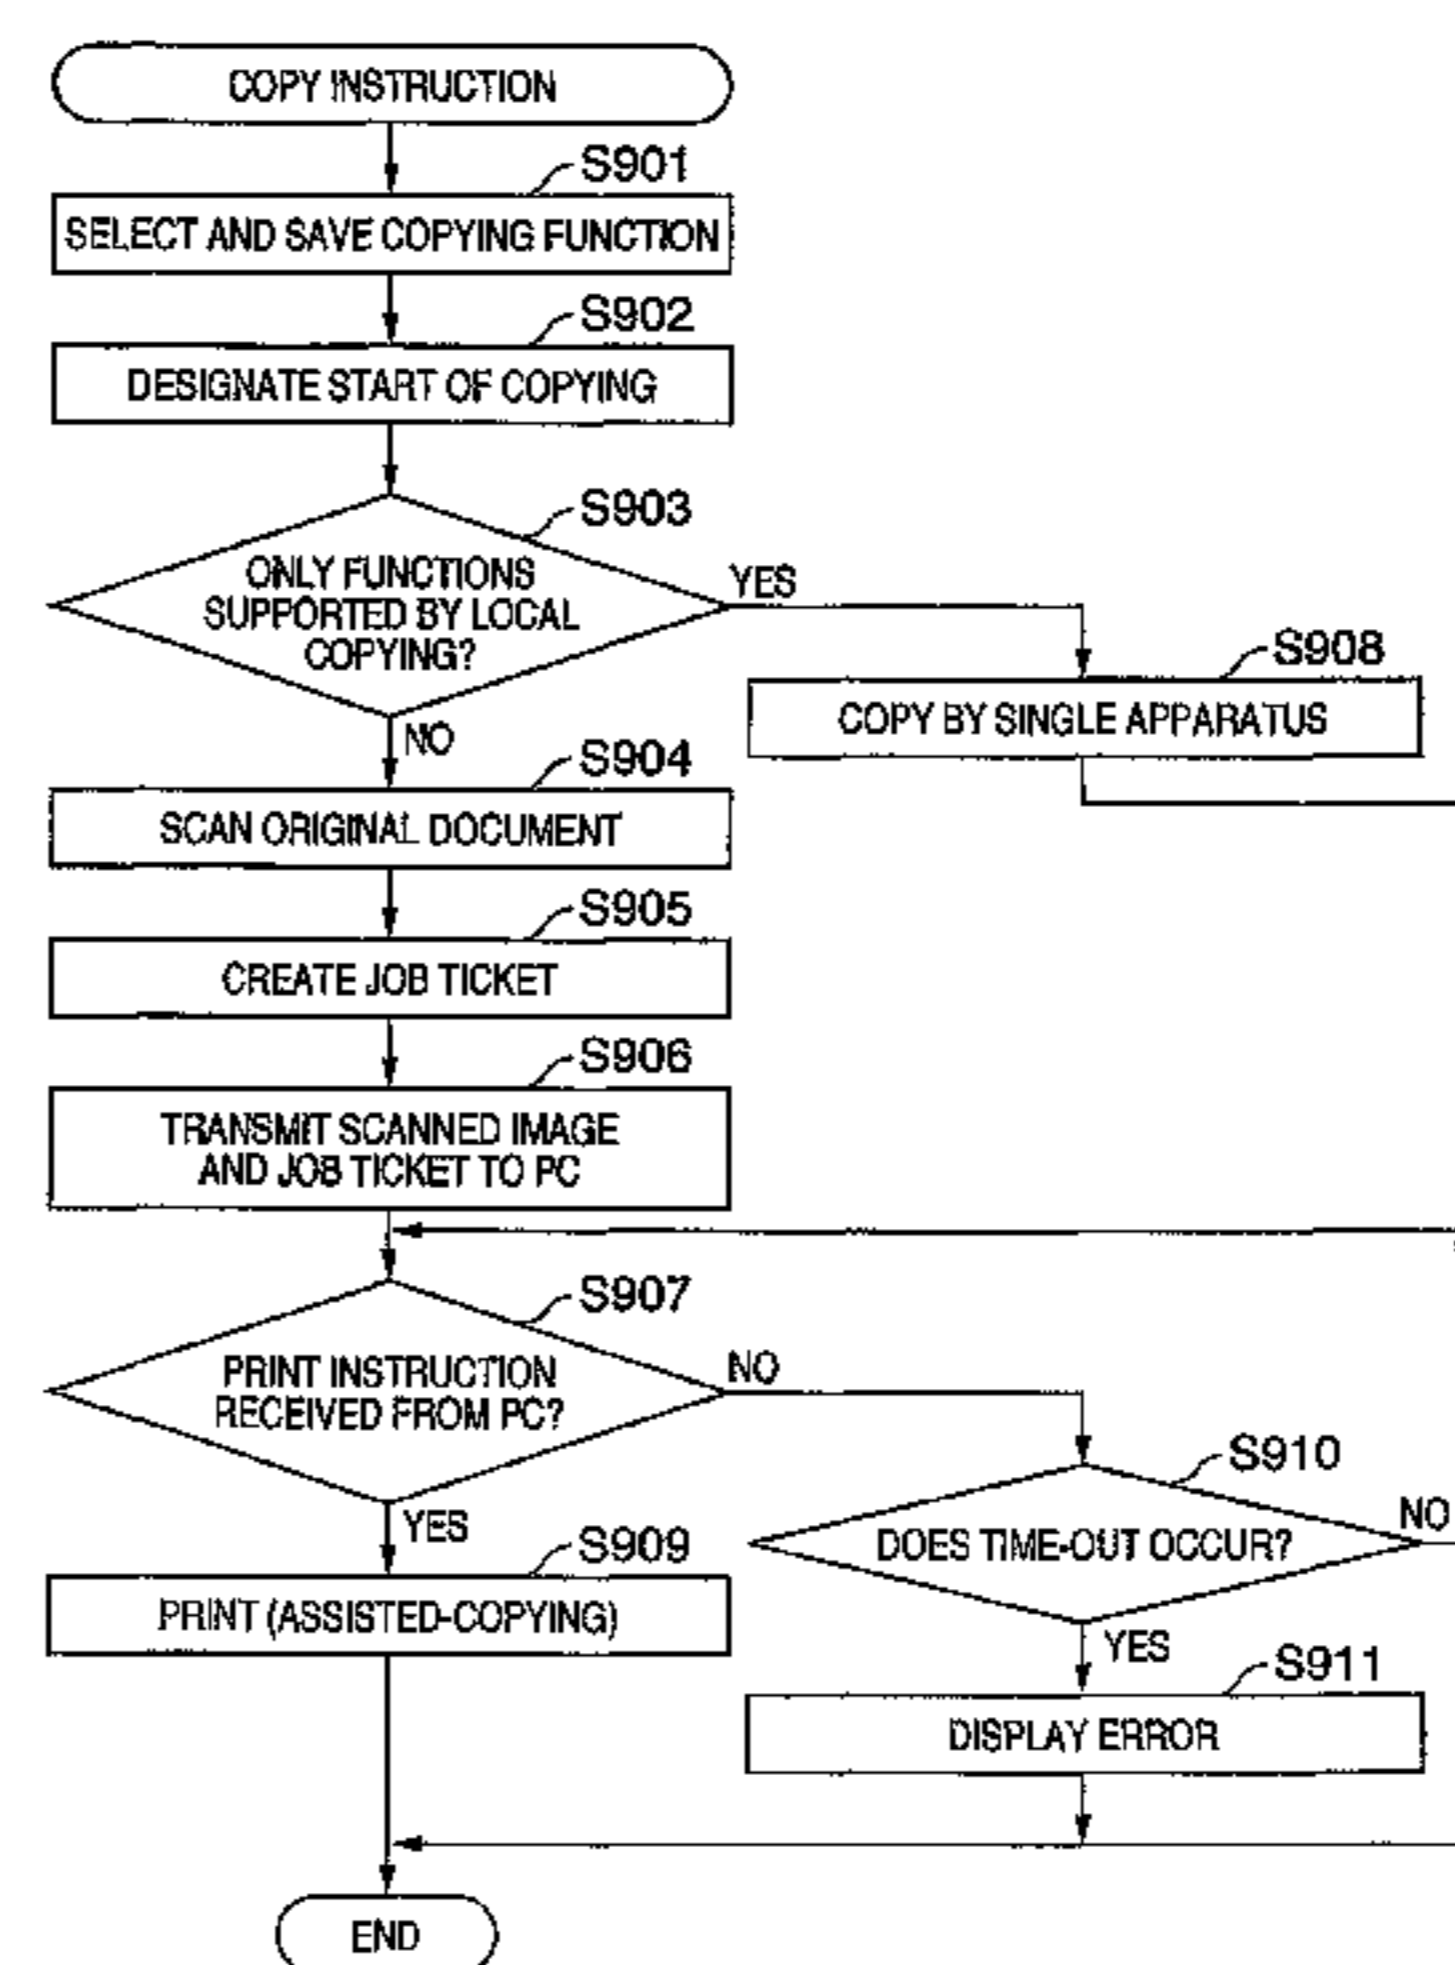 COPY INSTRUCTION
S901
SELECT AND SAVE COPYING FUNCTION
S902
DESIGNATE START OF COPYING
S903
ONLY FUNCTIONS
SUPPORTED BY LOCAL
COPYING?
YES
NO
S908
COPY BY SINGLE APPARATUS
S904
SCAN ORIGINAL DOCUMENT
S905
CREATE JOB TICKET
S906
TRANSMIT SCANNED IMAGE
AND JOB TICKET TO PC
S907
PRINT INSTRUCTION
RECEIVED FROM PC?
NO
YES
S910
DOES TIME-OUT OCCUR?
NO
YES
S909
PRINT (ASSISTED-COPYING)
S911
DISPLAY ERROR
END